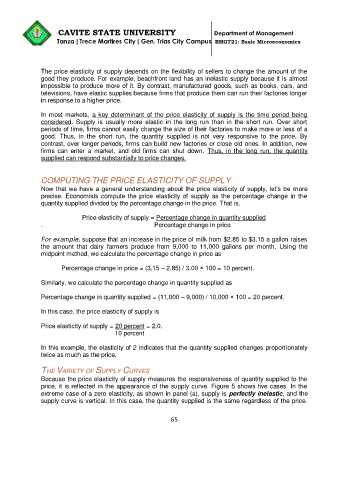 CAVITE STATE UNIVERSITY
Department of Management
Tanza |Trece Martires City | Gen. Trias City Campus BMGT21: Basic Microeconomics
The price elasticity of supply depends on the flexibility of sellers to change the amount of the
good they produce. For example, beachfront land has an inelastic supply because it is almost
impossible to produce more of it. By contrast, manufactured goods, such as books, cars, and
televisions, have elastic supplies because firms that produce them can run their factories longer
in response to a higher price.
In most markets, a key determinant of the price elasticity of supply is the time period being
considered. Supply is usually more elastic in the long run than in the short run. Over short
periods of time, firms cannot easily change the size of their factories to make more or less of a
good. Thus, in the short run, the quantity supplied is not very responsive to the price. By
contrast, over longer periods, firms can build new factories or close old ones. In addition, new
firms can enter a market, and old firms can shut down. Thus, in the long run, the quantity
supplied can respond substantially to price changes.
COMPUTING THE PRICE ELASTICITY OF SUPPLY
Now that we have a general understanding about the price elasticity of supply, let's be more
precise. Economists compute the price elasticity of supply as the percentage change in the
quantity supplied divided by the percentage change in the price. That is,
Price elasticity of supply = Percentage change in quantity supplied
. Percentage change in price
For example, suppose that an increase in the price of milk from $2.85 to $3.15 a gallon raises
the amount that dairy farmers produce from 9,000 to 11,000 gallons per month. Using the
midpoint method, we calculate the percentage change in price as
Percentage change in price = (3.15 – 2.85) / 3.00 × 100 = 10 percent.
Similarly, we calculate the percentage change in quantity supplied as
Percentage change in quantity supplied = (11,000 – 9,000) / 10,000 × 100 = 20 percent.
In this case, the price elasticity of supply is
Price elasticity of supply = 20 percent = 2.0.
10 percent
In this example, the elasticity of 2 indicates that the quantity supplied changes proportionately
twice as much as the price.
THE VARIETY OF SUPPLY CURVES
Because the price elasticity of supply measures the responsiveness of quantity supplied to the
price, it is reflected in the appearance of the supply curve. Figure 5 shows five cases. In the
extreme case of a zero elasticity, as shown in panel (a), supply is perfectly inelastic, and the
supply curve is vertical. In this case, the quantity supplied is the same regardless of the price.
65